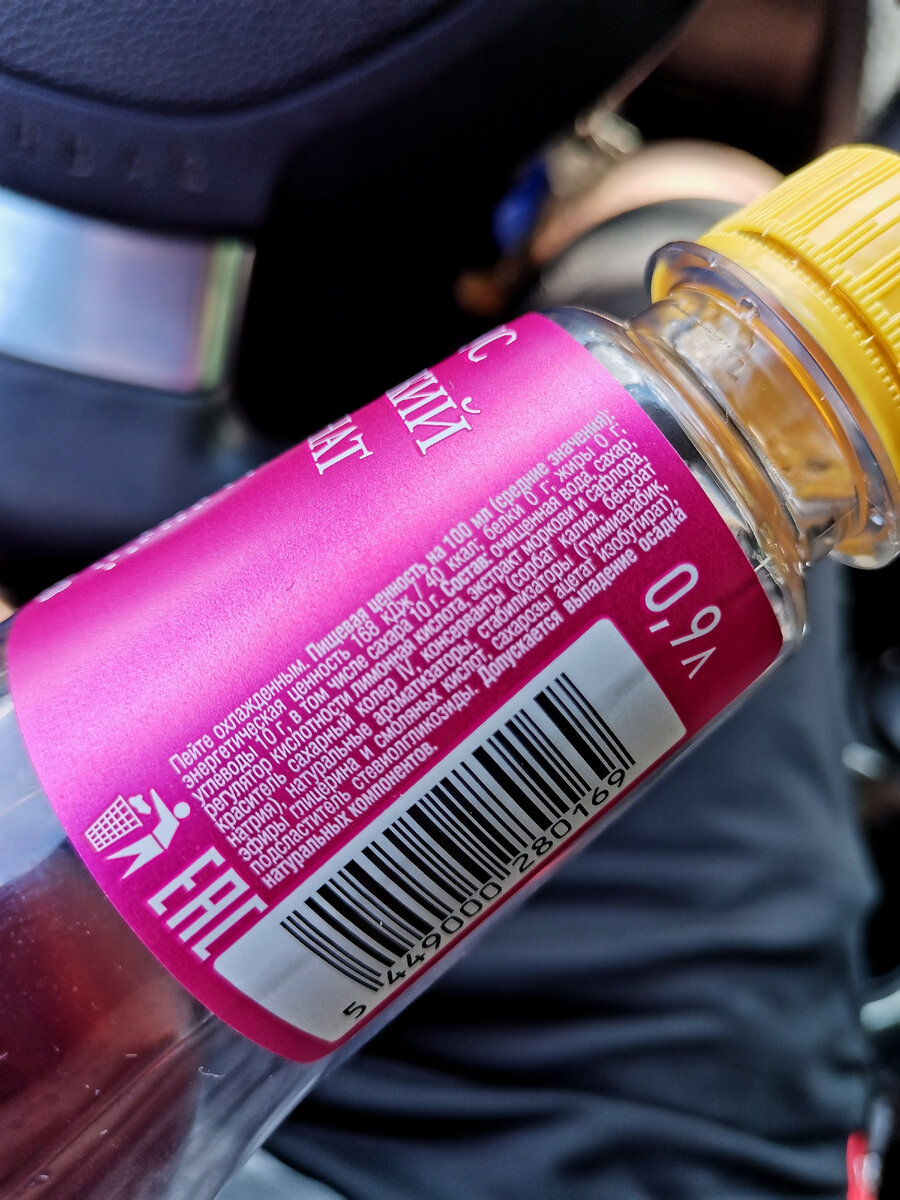 С
ТИЙ
НАТ
Пейте охлажденным. Пищевая ценность на 100 мл (средние значения):
энергетическая ценность 168 кДж / 40 ккал; белки 0 г; жиры 0 г;
углеводы 10 г, в том числе сахара 10 г. Состав: очищенная вода, сахар,
регулятор кислотности лимонная кислота, экстракт моркови и сафлора,
краситель сахарный колер IV, консерванты (сорбат калия, бензоат
натрия), натуральные ароматизаторы, стабилизаторы (гуммиарабик,
эфиры глицерина и смоляных кислот, сахарозы ацетат изобутират),
подсластитель стевиолгликозиды. Допускается выпадение осадка
натуральных компонентов.
0,9 л
EAC
5 449000 280169